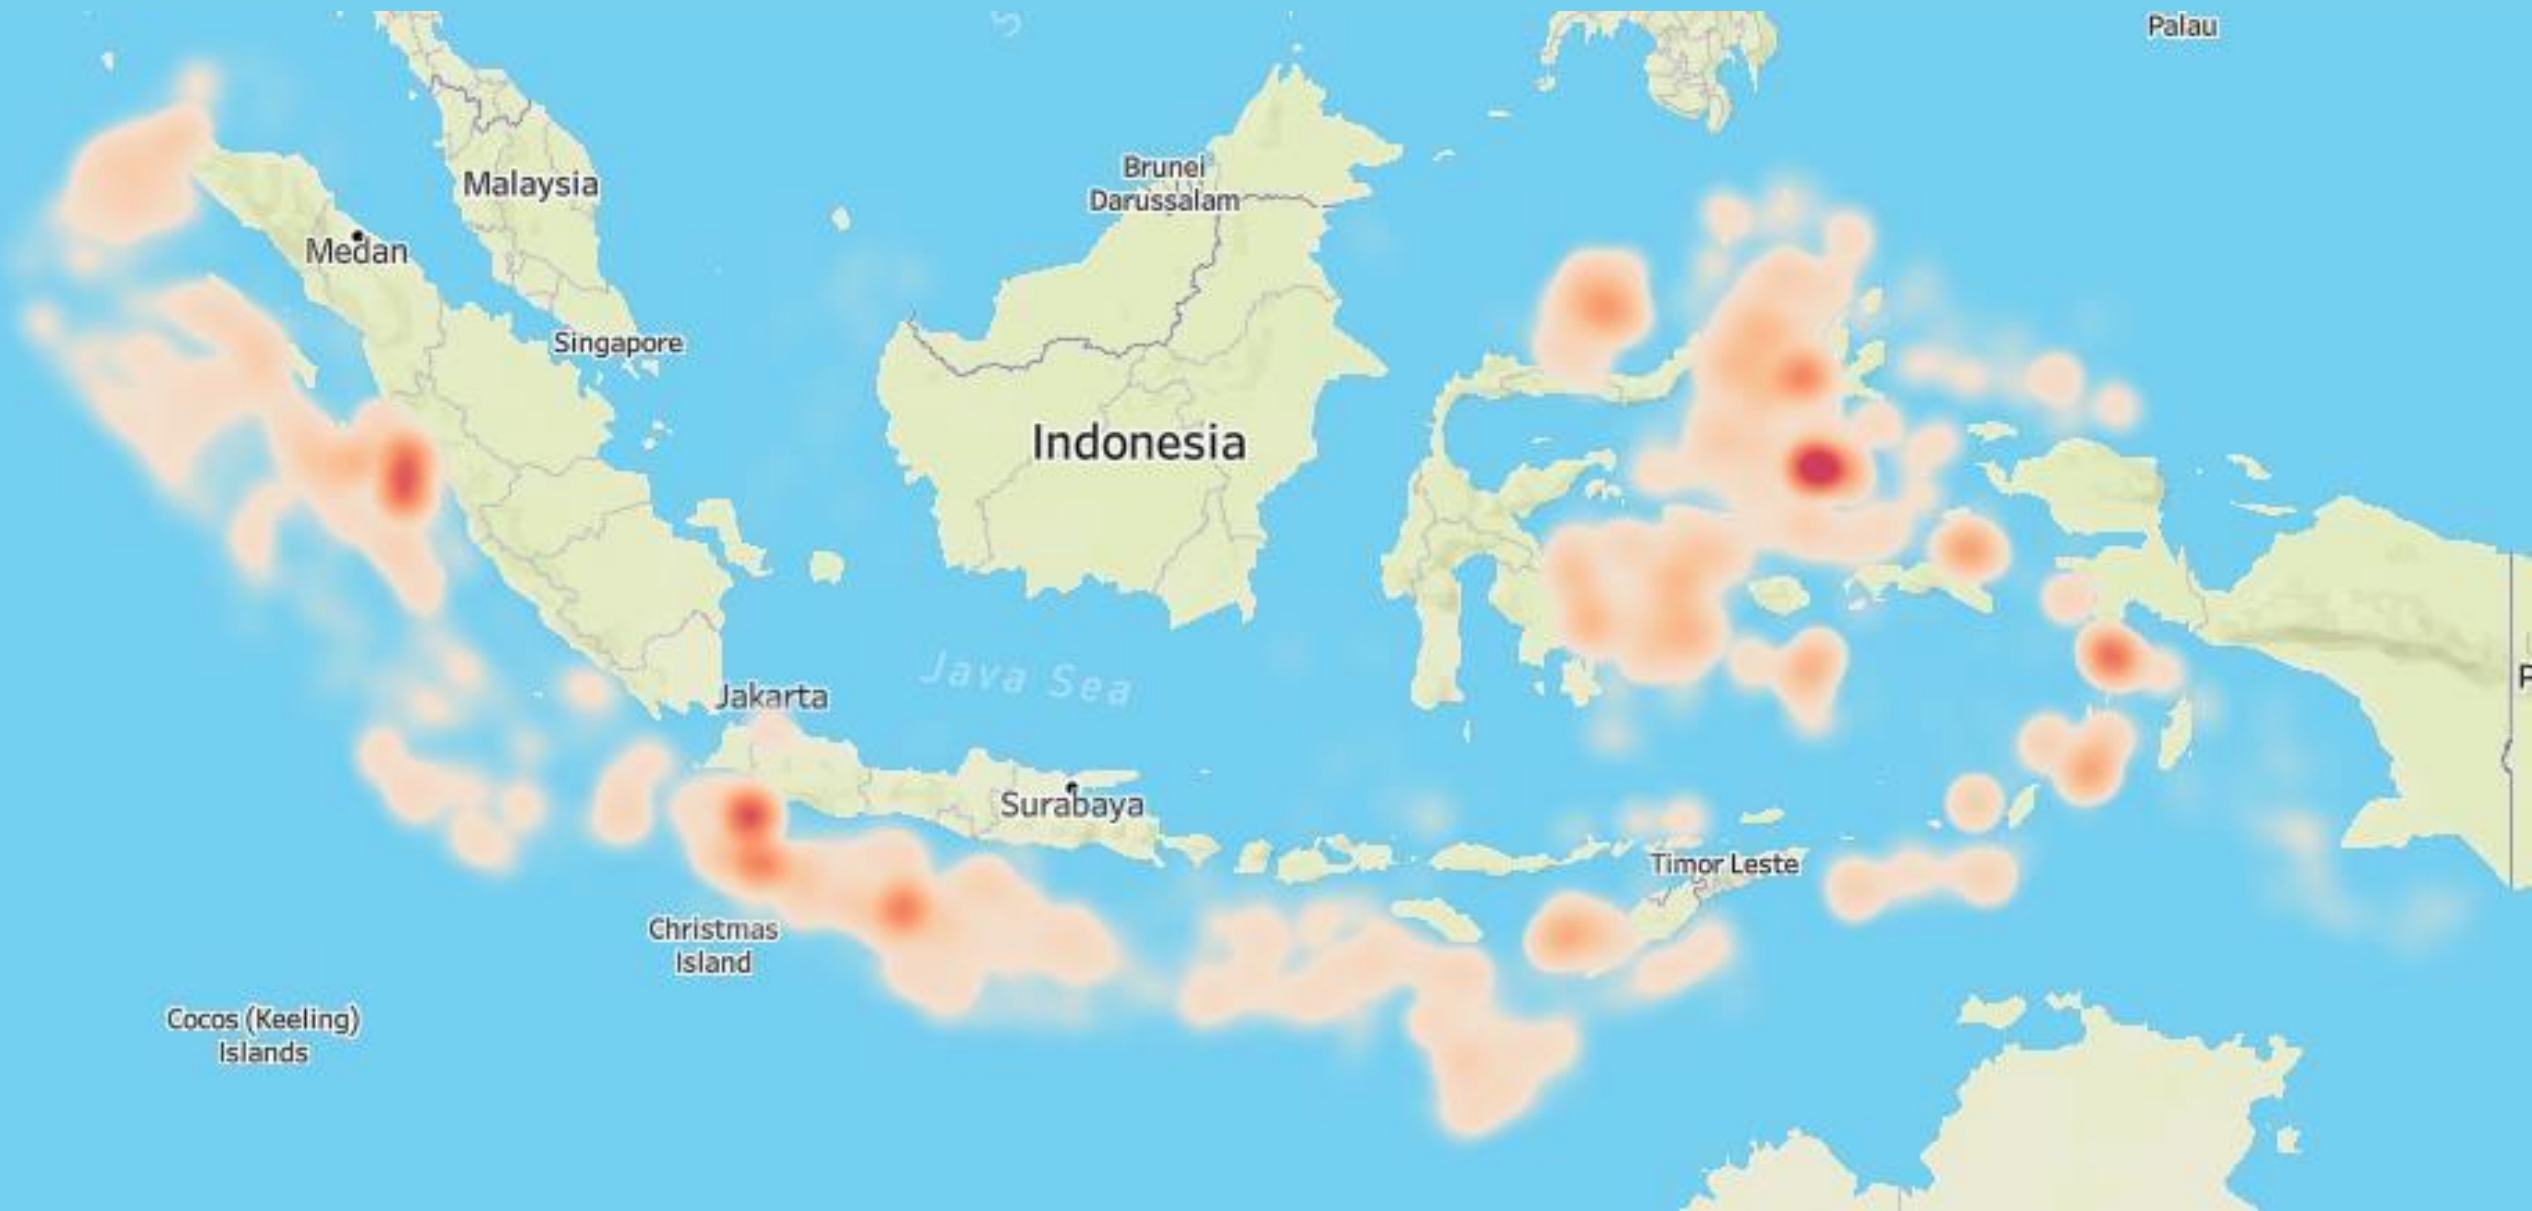 Palau
Malaysia
Brunei
Darussalam
Medan
Singapore
Indonesia
Java Sea
Jakarta
Surabaya
Timor Leste
Christmas
Island
Cocos (Keeling)
Islands